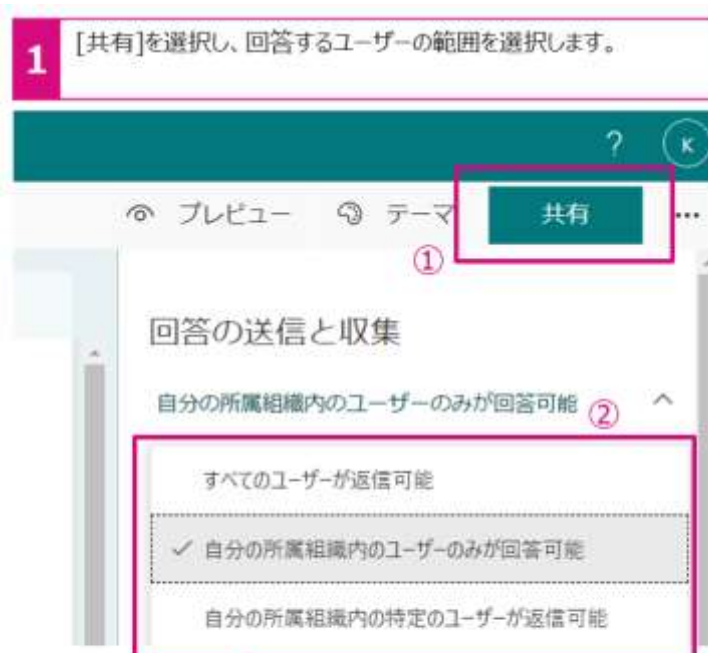 1
[共有]を選択し、回答するユーザーの範囲を選択します。
? K
プレビュー テーマ 共有 ...
①
回答の送信と収集
自分の所属組織内のユーザーのみが回答可能
②
すべてのユーザーが返信可能
✓ 自分の所属組織内のユーザーのみが回答可能
自分の所属組織内の特定のユーザーが返信可能